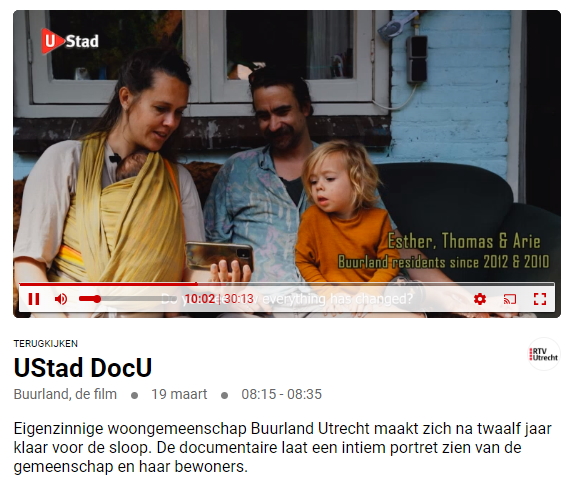 U Stad
Esther, Thomas & Arie
Buurland residents since 2012 & 2010
10:02 30:13 everything has changed?
TERUGKIJKEN
UStad DocU
RTV
Utrecht
Buurland, de film ● 19 maart ● 08:15 - 08:35
Eigenzinnige woongemeenschap Buurland Utrecht maakt zich na twaalf jaar
klaar voor de sloop. De documentaire laat een intiem portret zien van de
gemeenschap en haar bewoners.